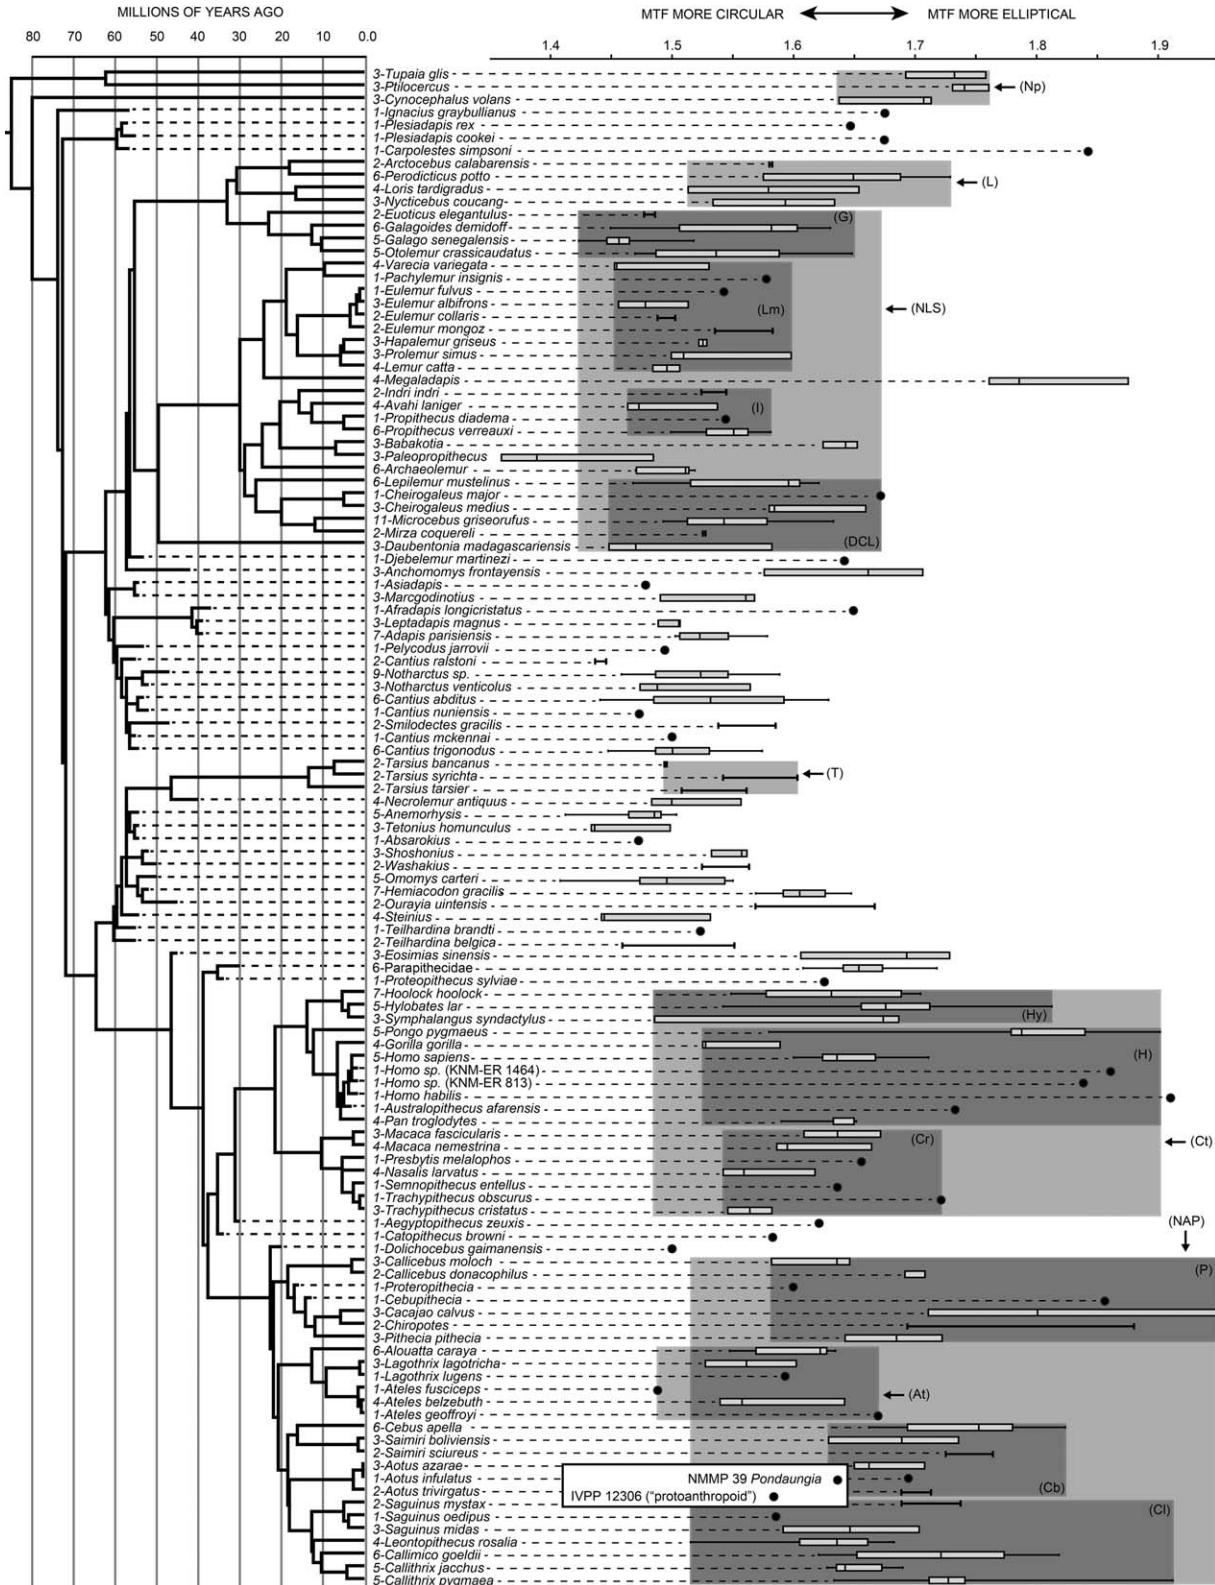 MILLIONS OF YEARS AGO
MTF MORE CIRCULAR
MTF MORE ELLIPTICAL
80 70 60 50 40 30 20 10 0.0
1.4 1.5 1.6 1.7 1.8 1.9
3-Tupaia glis
3-Ptilocercus
(Np)
3-Cynocephalus volans
1-Ignacius graybullianus
1-Plesiadapis rex
1-Plesiadapis cookei
1-Carpolestes simpsoni
2-Arctocebus calabarensis
6-Perodicticus potto
(L)
4-Loris tardigradus
3-Nycticebus coucang
2-Euoticus elegantulus
(G)
6-Galagoides demidoff
5-Galago senegalensis
5-Otolemur crassicaudatus
4-Varecia variegata
1-Pachylemur insignis
1-Eulemur fulvus
3-Eulemur albifrons
(Lm)
(NLS)
2-Eulemur collaris
2-Eulemur mongoz
3-Hapalemur griseus
3-Prolemur simus
4-Lemur catta
4-Megaladapis
2-Indri indri
4-Avahi laniger
(I)
1-Propithecus diadema
6-Propithecus verreauxi
3-Babakotia
3-Paleopropithecus
6-Archaeolemur
6-Lepilemur mustelinus
1-Cheirogaleus major
3-Cheirogaleus medius
11-Microcebus griseorufus
2-Mirza coquereli
(DCL)
3-Daubentonia madagascariensis
1-Djebelemur martinezi
3-Anchomomys frontayensis
1-Asiadapis
3-Marcgodinotius
1-Afradapis longicristatus
3-Leptadapis magnus
7-Adapis parisiensis
1-Pelycodus jarrovii
2-Cantius ralstoni
9-Notharctus sp.
3-Notharctus venticolus
6-Cantius abditus
1-Cantius nuniensis
2-Smilodectes gracilis
1-Cantius mckennai
6-Cantius trigonodus
2-Tarsius bancanus
2-Tarsius syrichta
(T)
2-Tarsius tarsier
4-Necrolemur antiquus
5-Anemorhysis
3-Tetonius homunculus
1-Absarokius
3-Shoshonius
2-Washakius
5-Omomys carteri
7-Hemiacodon gracilis
2-Ourayia uintensis
4-Steinius
1-Teilhardina brandti
2-Teilhardina belgica
3-Eosimias sinensis
6-Parapithecidae
1-Proteopithecus sylviae
7-Hoolock hoolock
5-Hylobates lar
3-Symphalangus syndactylus
(Hy)
5-Pongo pygmaeus
4-Gorilla gorilla
5-Homo sapiens
(H)
1-Homo sp. (KNM-ER 1464)
1-Homo sp. (KNM-ER 813)
1-Homo habilis
1-Australopithecus afarensis
4-Pan troglodytes
3-Macaca fascicularis
(Cr)
(Ct)
4-Macaca nemestrina
1-Presbytis melalophos
4-Nasalis larvatus
1-Semnopithecus entellus
1-Trachypithecus obscurus
3-Trachypithecus cristatus
1-Aegyptopithecus zeuxis
(NAP)
1-Catopithecus browni
1-Dolichocebus gaimanensis
3-Callicebus moloch
(P)
2-Callicebus donacophilus
1-Proteropithecia
1-Cebupithecia
3-Cacajao calvus
2-Chiropotes
3-Pithecia pithecia
6-Alouatta caraya
3-Lagothrix lagotricha
1-Lagothrix lugens
1-Ateles fusciceps
(At)
4-Ateles belzebuth
1-Ateles geoffroyi
6-Cebus apella
3-Saimiri boliviensis
2-Saimiri sciureus
3-Aotus azarae
1-Aotus infulatus
NMMP 39 Pondaungia
(Cb)
2-Aotus trivirgatus
IVPP 12306 ("protoanthropoid")
2-Saguinus mystax
(Cl)
1-Saguinus oedipus
3-Saguinus midas
4-Leontopithecus rosalia
6-Callimico goeldii
5-Callithrix jacchus
5-Callithrix pygmaea